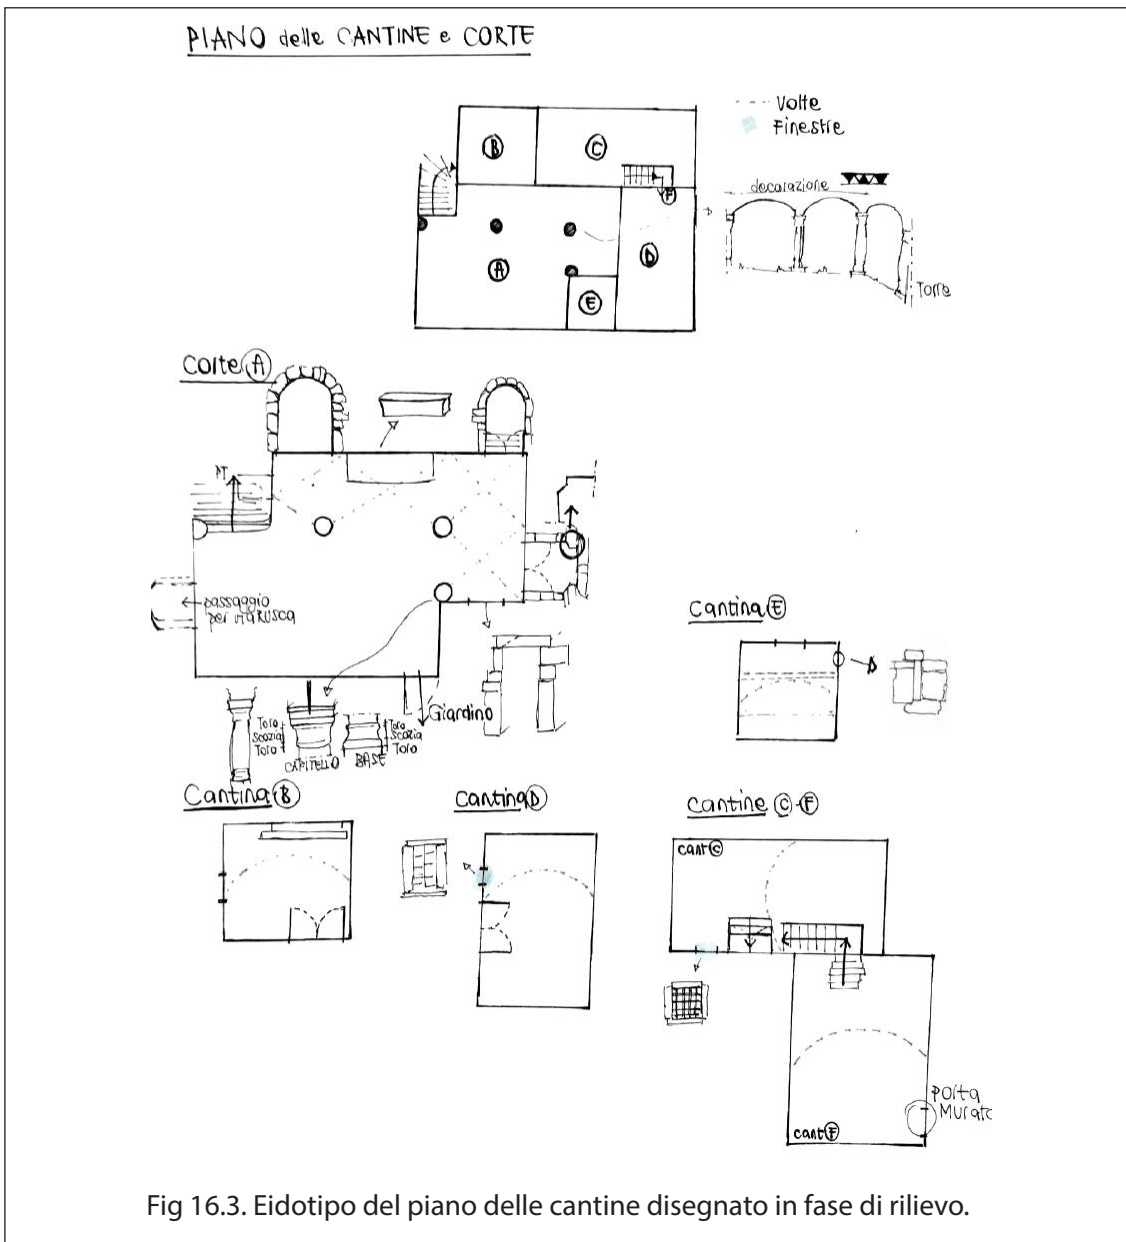 PIANO delle CANTINE e CORTE
Volte
Finestre
B
C
F
decorazione
A
D
E
Torre
Corte A
PT
passaggio
per via RUSCA
Giardino
Toro
Scozia
Toro
CAPITELLO
BASE
Toro
Scozia
Toro
Cantina E
Cantina B
Cantina D
Cantine C-F
cant C
cant F
Porta
Murata
Fig 16.3. Eidotipo del piano delle cantine disegnato in fase di rilievo.